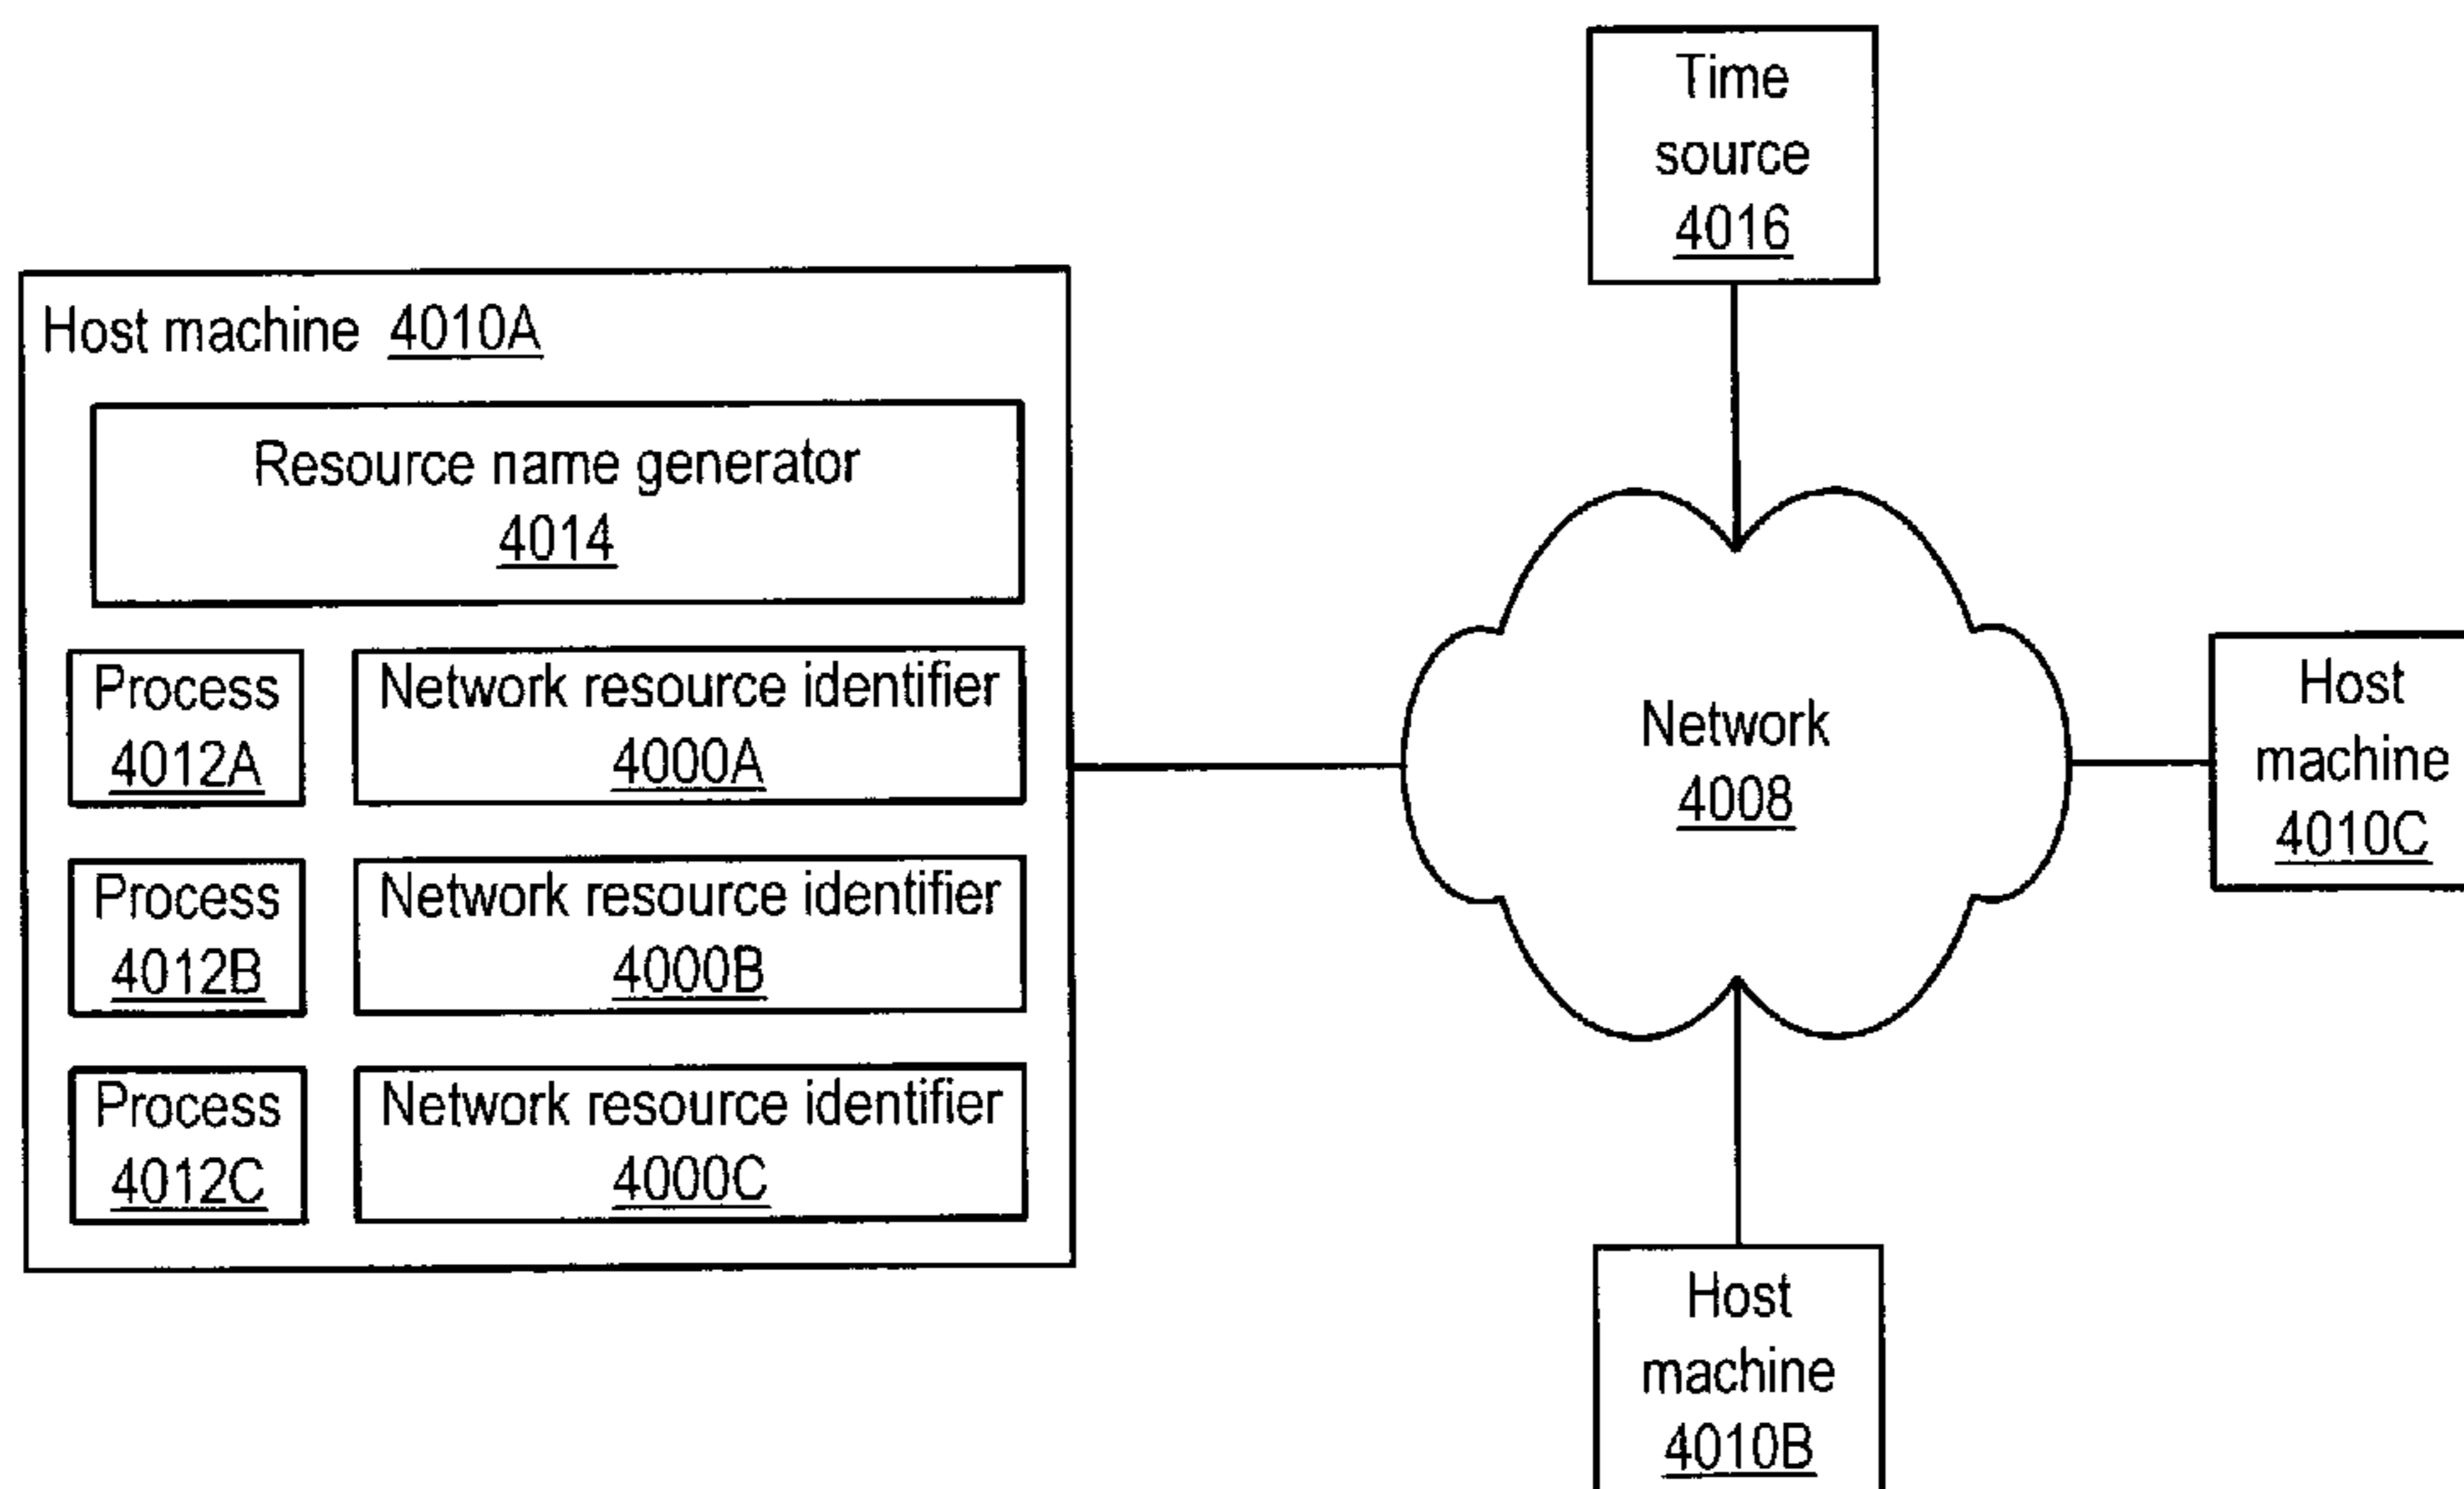 Time
source
4016
Host machine 4010A
Resource name generator
4014
Process
4012A
Network resource identifier
4000A
Process
4012B
Network resource identifier
4000B
Process
4012C
Network resource identifier
4000C
Network
4008
Host
machine
4010C
Host
machine
4010B